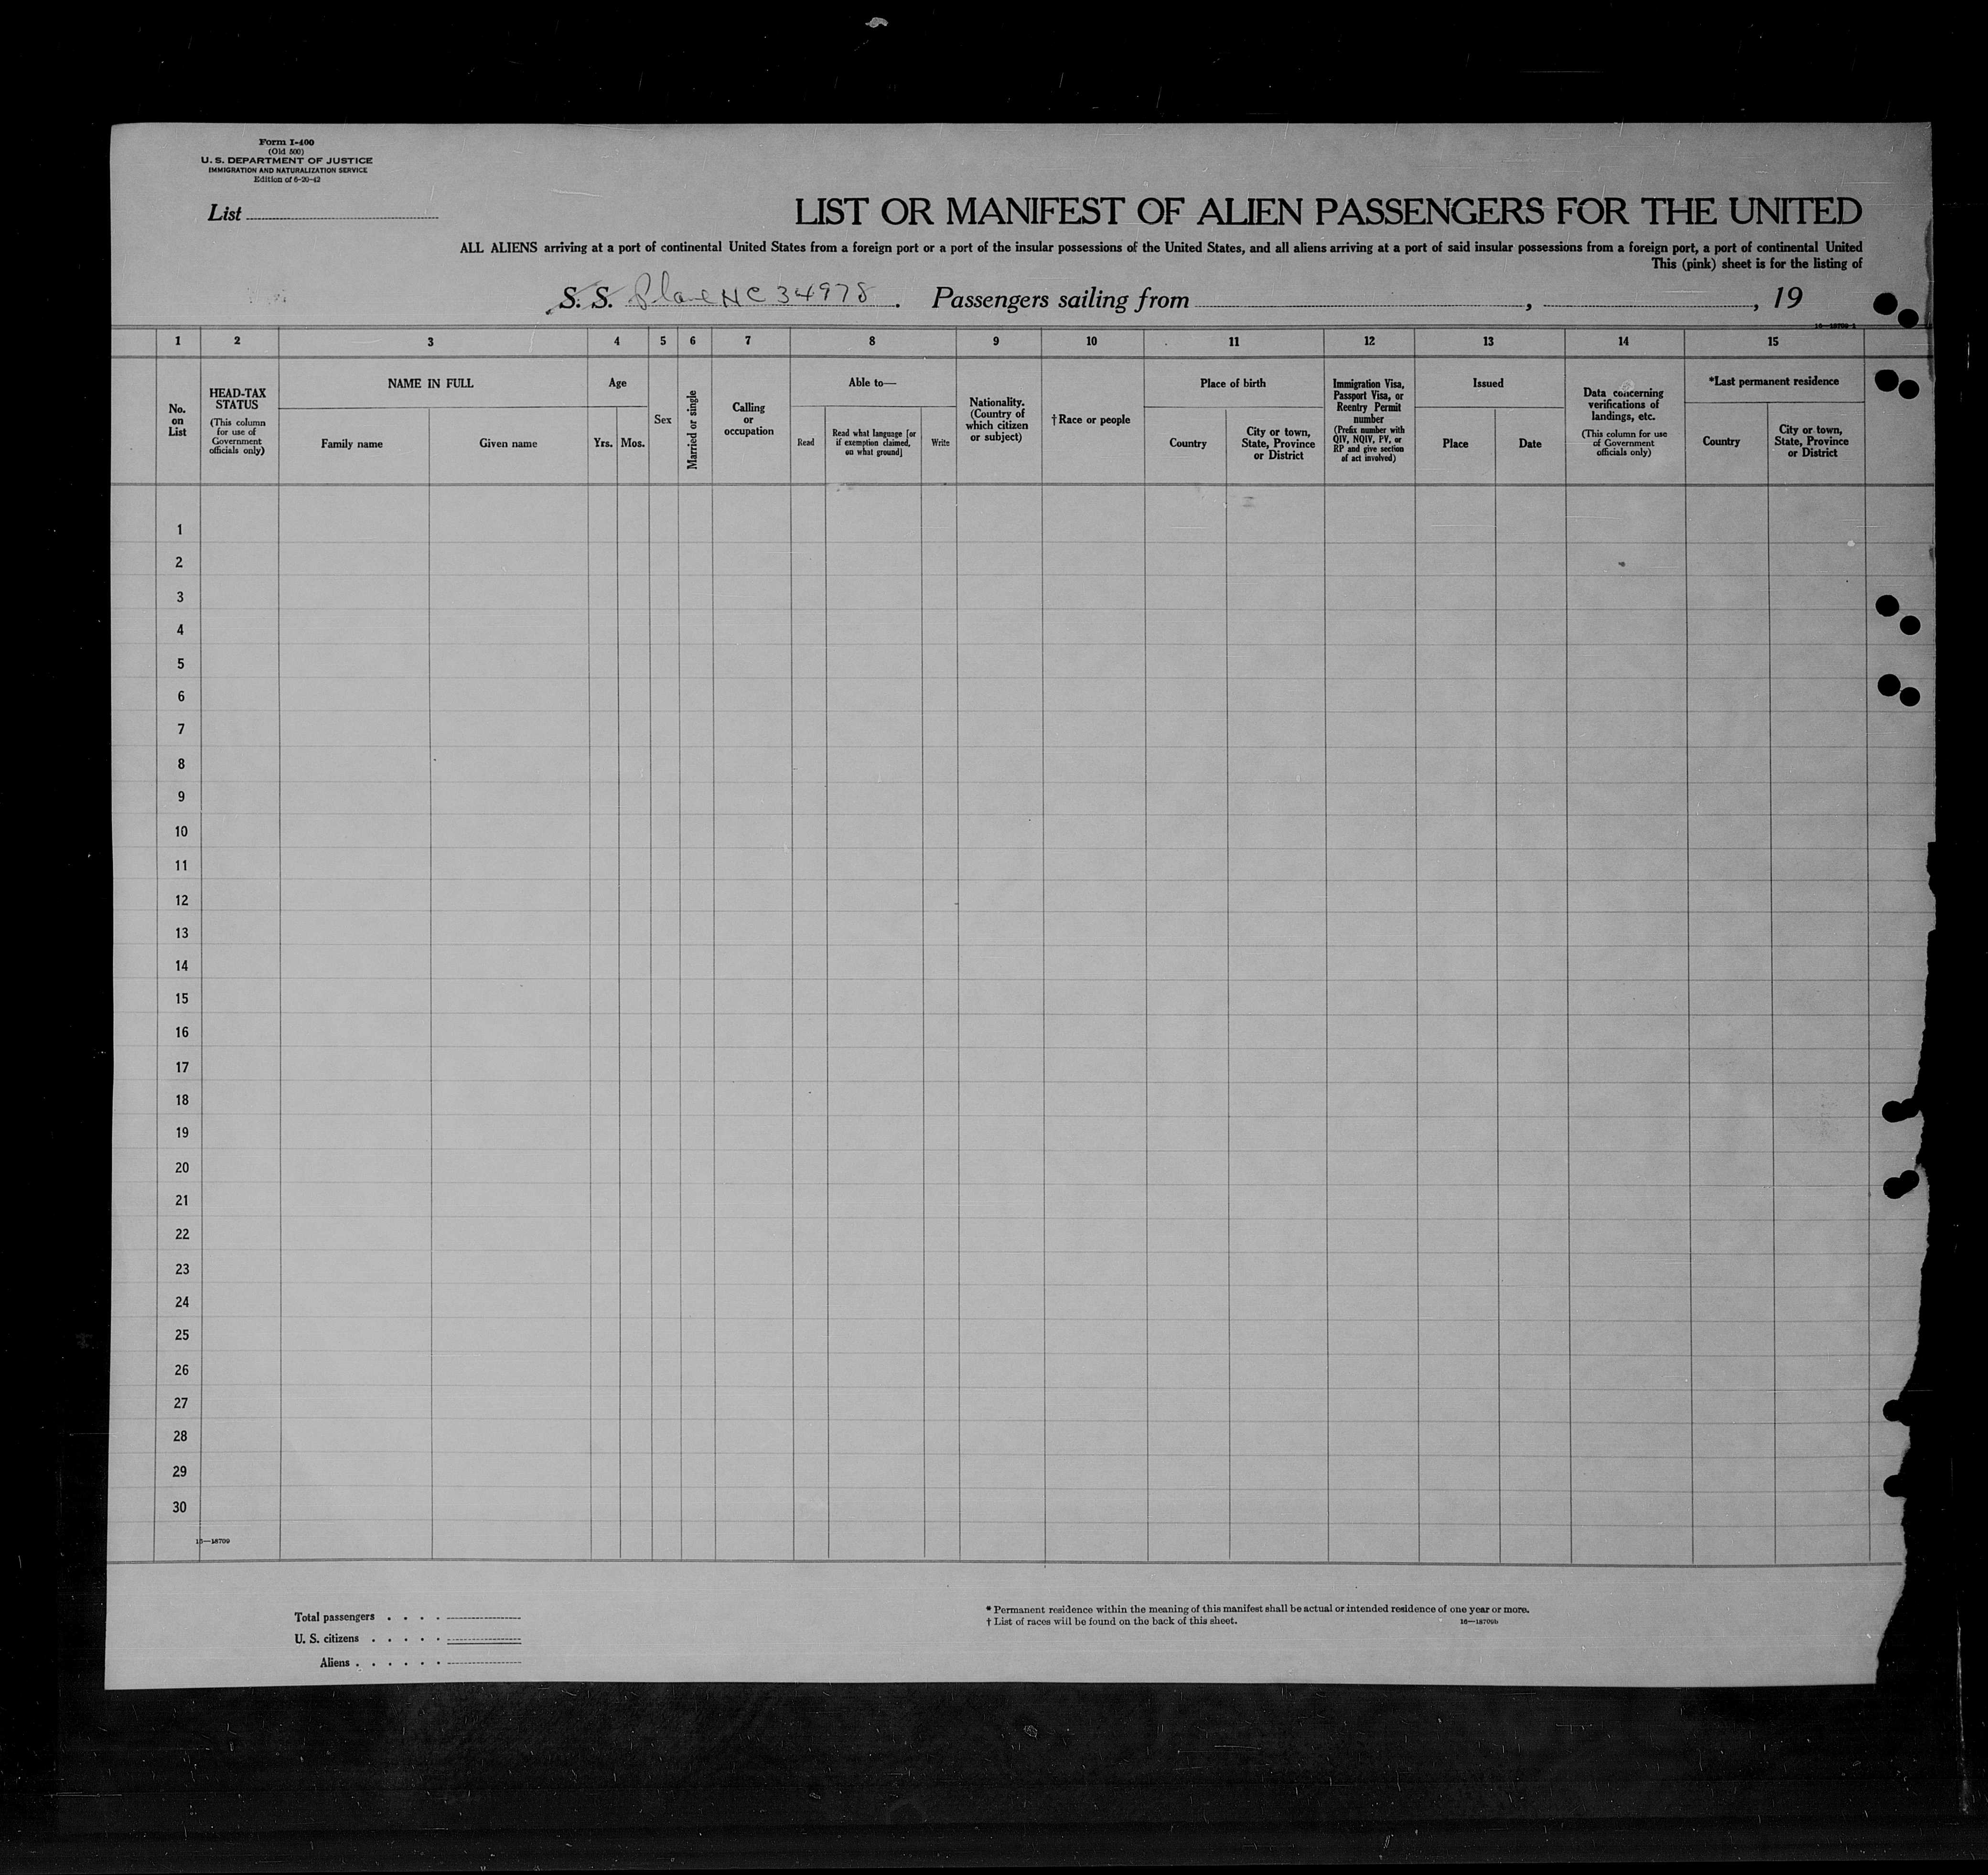 Form I-400
(Old 500)
U. S. DEPARTMENT OF JUSTICE
IMMIGRATION AND NATURALIZATION SERVICE
Edition of 5-20-42
List
LIST OR MANIFEST OF ALIEN PASSENGERS FOR THE UNITED
ALL ALIENS arriving at a port of continental United States from a foreign port or a port of the insular possessions of the United States, and all aliens arriving at a port of said insular possessions from a foreign port, a port of continental United
This (pink) sheet is for the listing of
S. S. Plane NC 34978. Passengers sailing from , , 19
1 2 3 4 5 6 7 8 9 10 11 12 13 14 15
No. on List
HEAD-TAX STATUS
(This column for use of Government officials only)
NAME IN FULL
Family name
Given name
Age
Yrs. Mos.
Sex
Married or single
Calling or occupation
Able to—
Read
Read what language [or if exemption claimed, on what ground]
Write
Nationality. (Country of which citizen or subject)
† Race or people
Place of birth
Country
City or town, State, Province or District
Immigration Visa, Passport Visa, or Reentry Permit number
(Prefix number with QIV, NQIV, PV, or RP and give section of act involved)
Issued
Place
Date
Data concerning verifications of landings, etc.
(This column for use of Government officials only)
*Last permanent residence
Country
City or town, State, Province or District
1
2
3
4
5
6
7
8
9
10
11
12
13
14
15
16
17
18
19
20
21
22
23
24
25
26
27
28
29
30
16—18709
Total passengers . . . .
U. S. citizens . . . . .
Aliens . . . . . .
* Permanent residence within the meaning of this manifest shall be actual or intended residence of one year or more.
† List of races will be found on the back of this sheet.